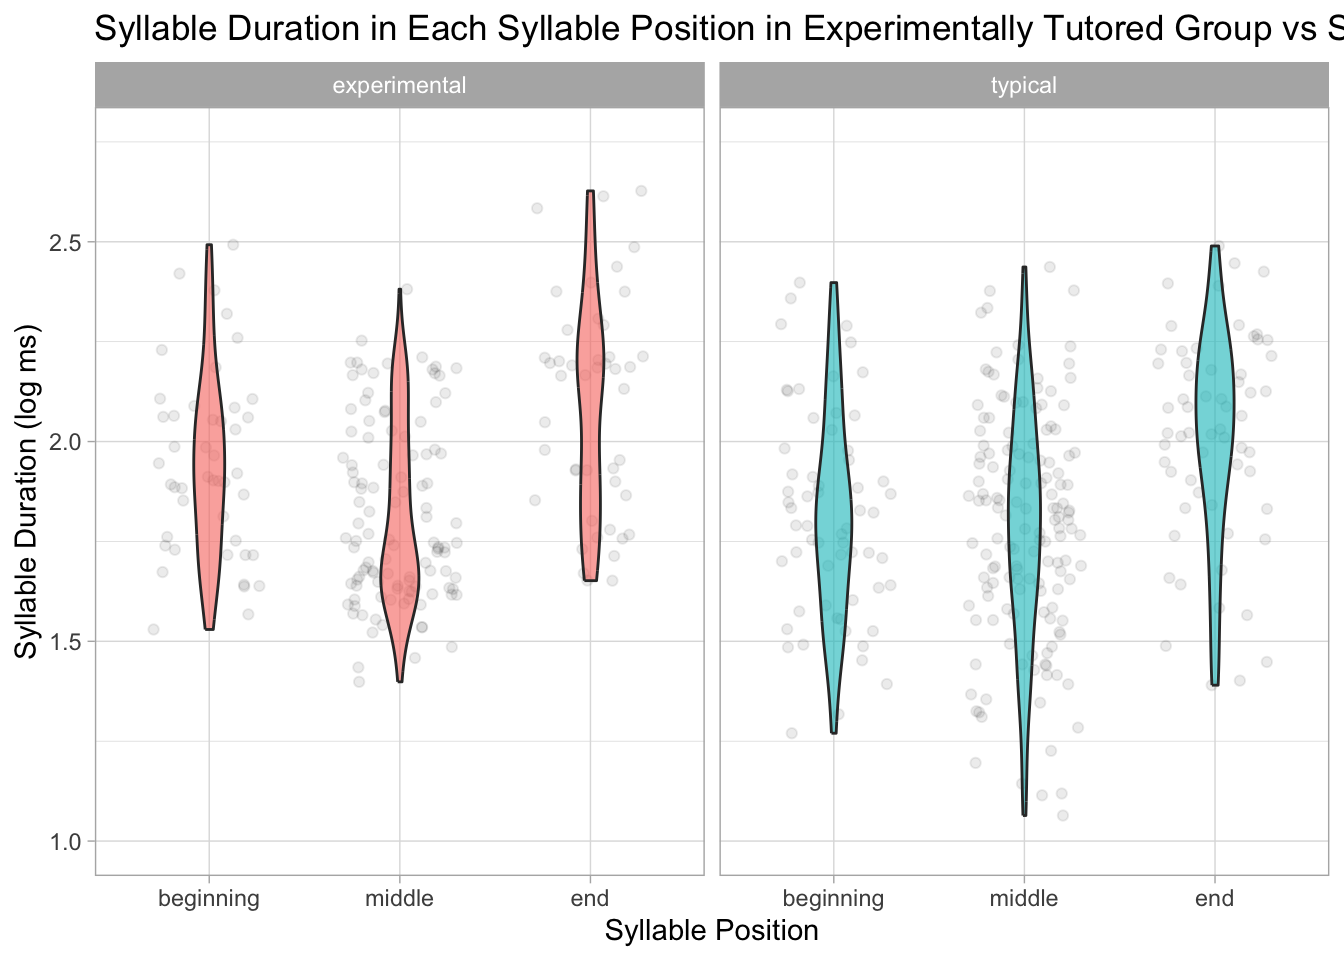 Syllable Duration in Each Syllable Position in Experimentally Tutored Group vs S
experimental
typical
Syllable Duration (log ms)
2.5
2.0
1.5
1.0
beginning middle end beginning middle end
Syllable Position